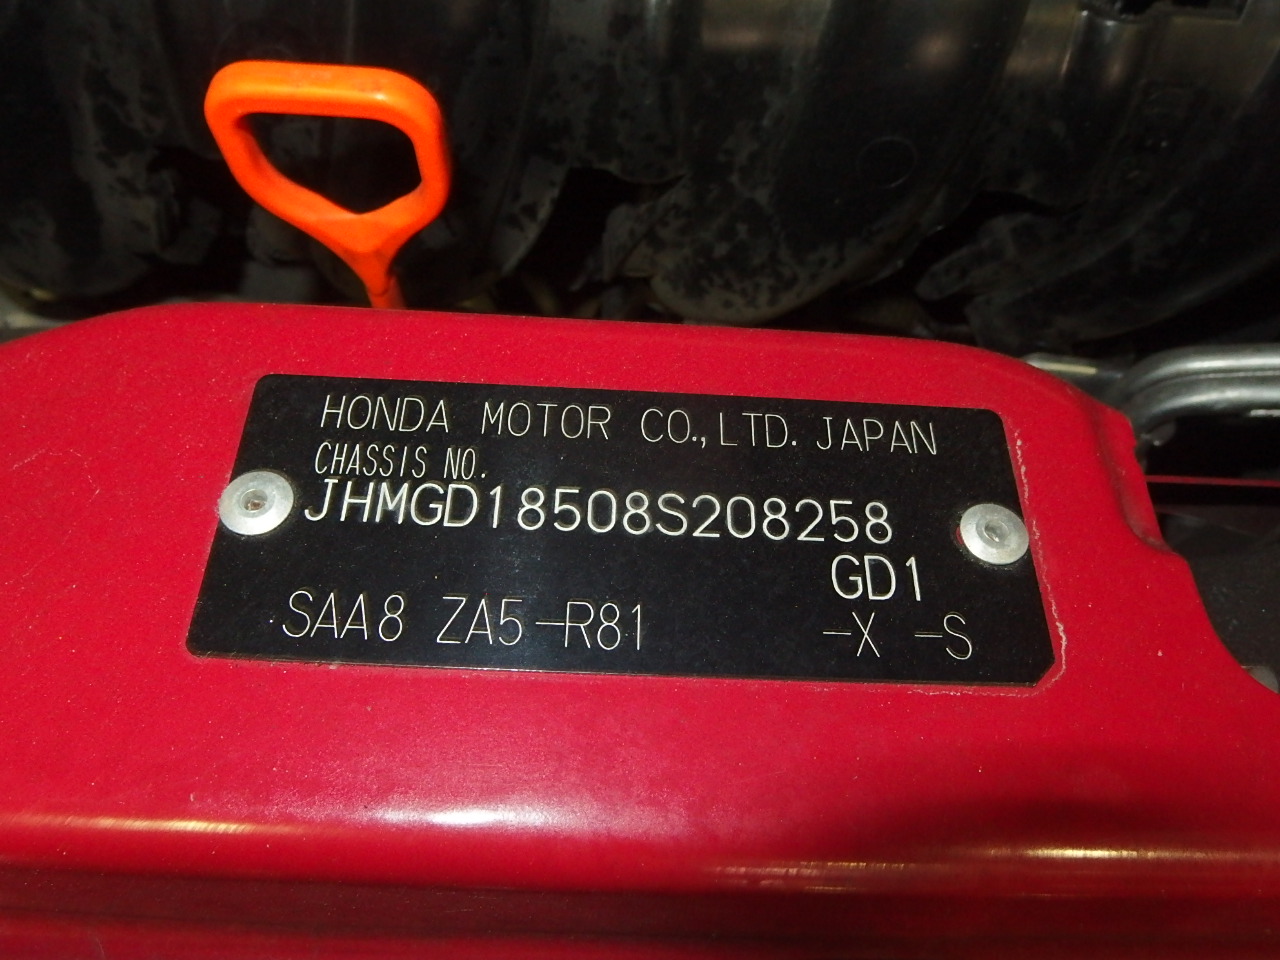 HONDA MOTOR CO.,LTD. JAPAN
CHASSIS NO.
JHMGD18508S208258
GD1
SAA8 ZA5-R81 -X -S